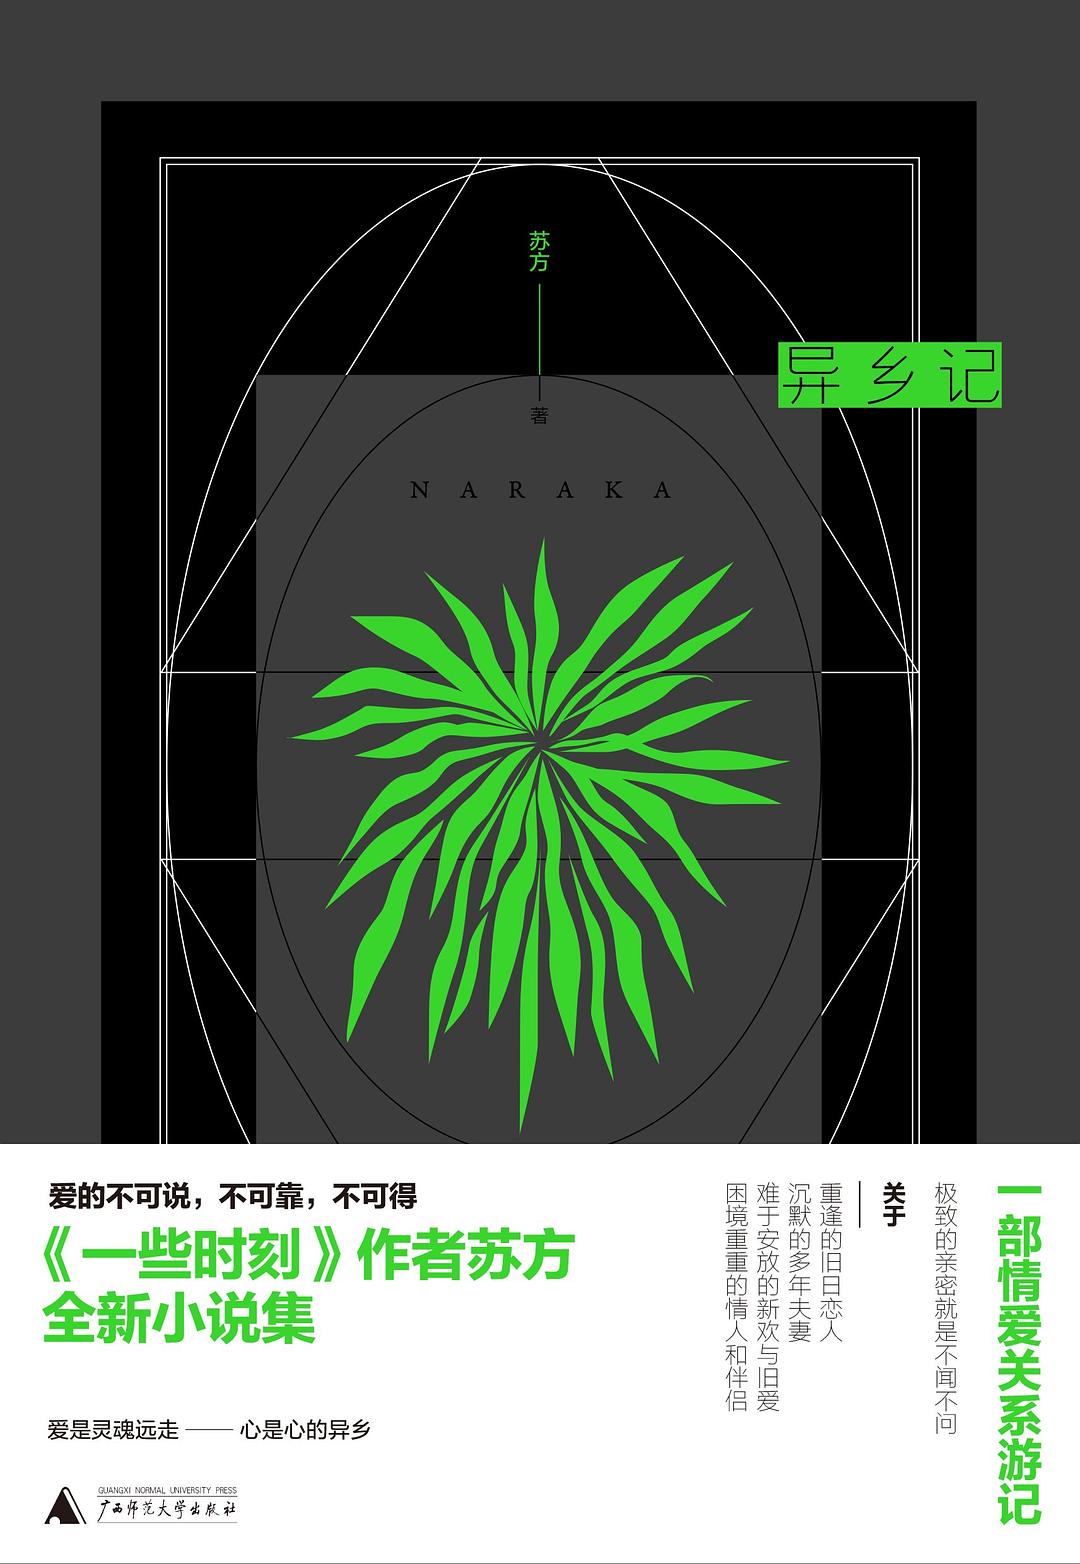 苏方
著
异乡记
NARAKA
爱的不可说，不可靠，不可得
《一些时刻》作者苏方
全新小说集
爱是灵魂远走——心是心的异乡
GUANGXI NORMAL UNIVERSITY PRESS
广西师范大学出版社
一部情爱关系游记
极致的亲密就是不闻不问
关于
重逢的旧日恋人
沉默的多年夫妻
难于安放的新欢与旧爱
困境重重的情人和伴侣